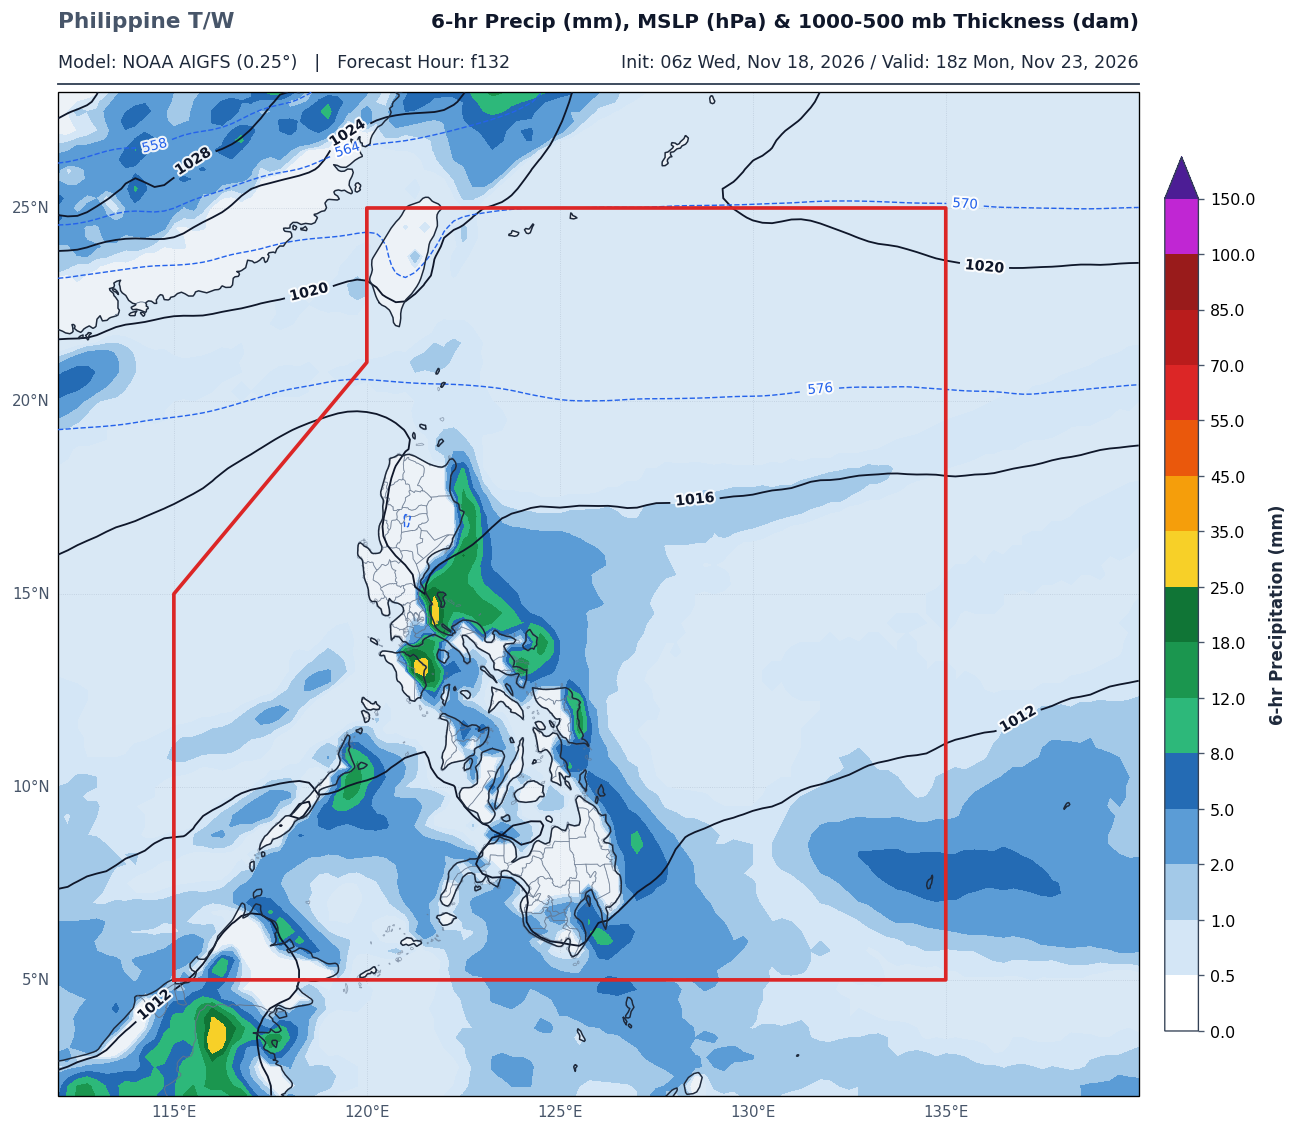 Philippine T/W
6-hr Precip (mm), MSLP (hPa) & 1000-500 mb Thickness (dam)
Model: NOAA AIGFS (0.25°) | Forecast Hour: f132
Init: 06z Wed, Nov 18, 2026 / Valid: 18z Mon, Nov 23, 2026
558
1028
1024
564
570
1020
1020
576
1016
1012
1012
25°N
20°N
15°N
10°N
5°N
115°E
120°E
125°E
130°E
135°E
150.0
100.0
85.0
70.0
55.0
45.0
35.0
25.0
18.0
12.0
8.0
5.0
2.0
1.0
0.5
0.0
6-hr Precipitation (mm)